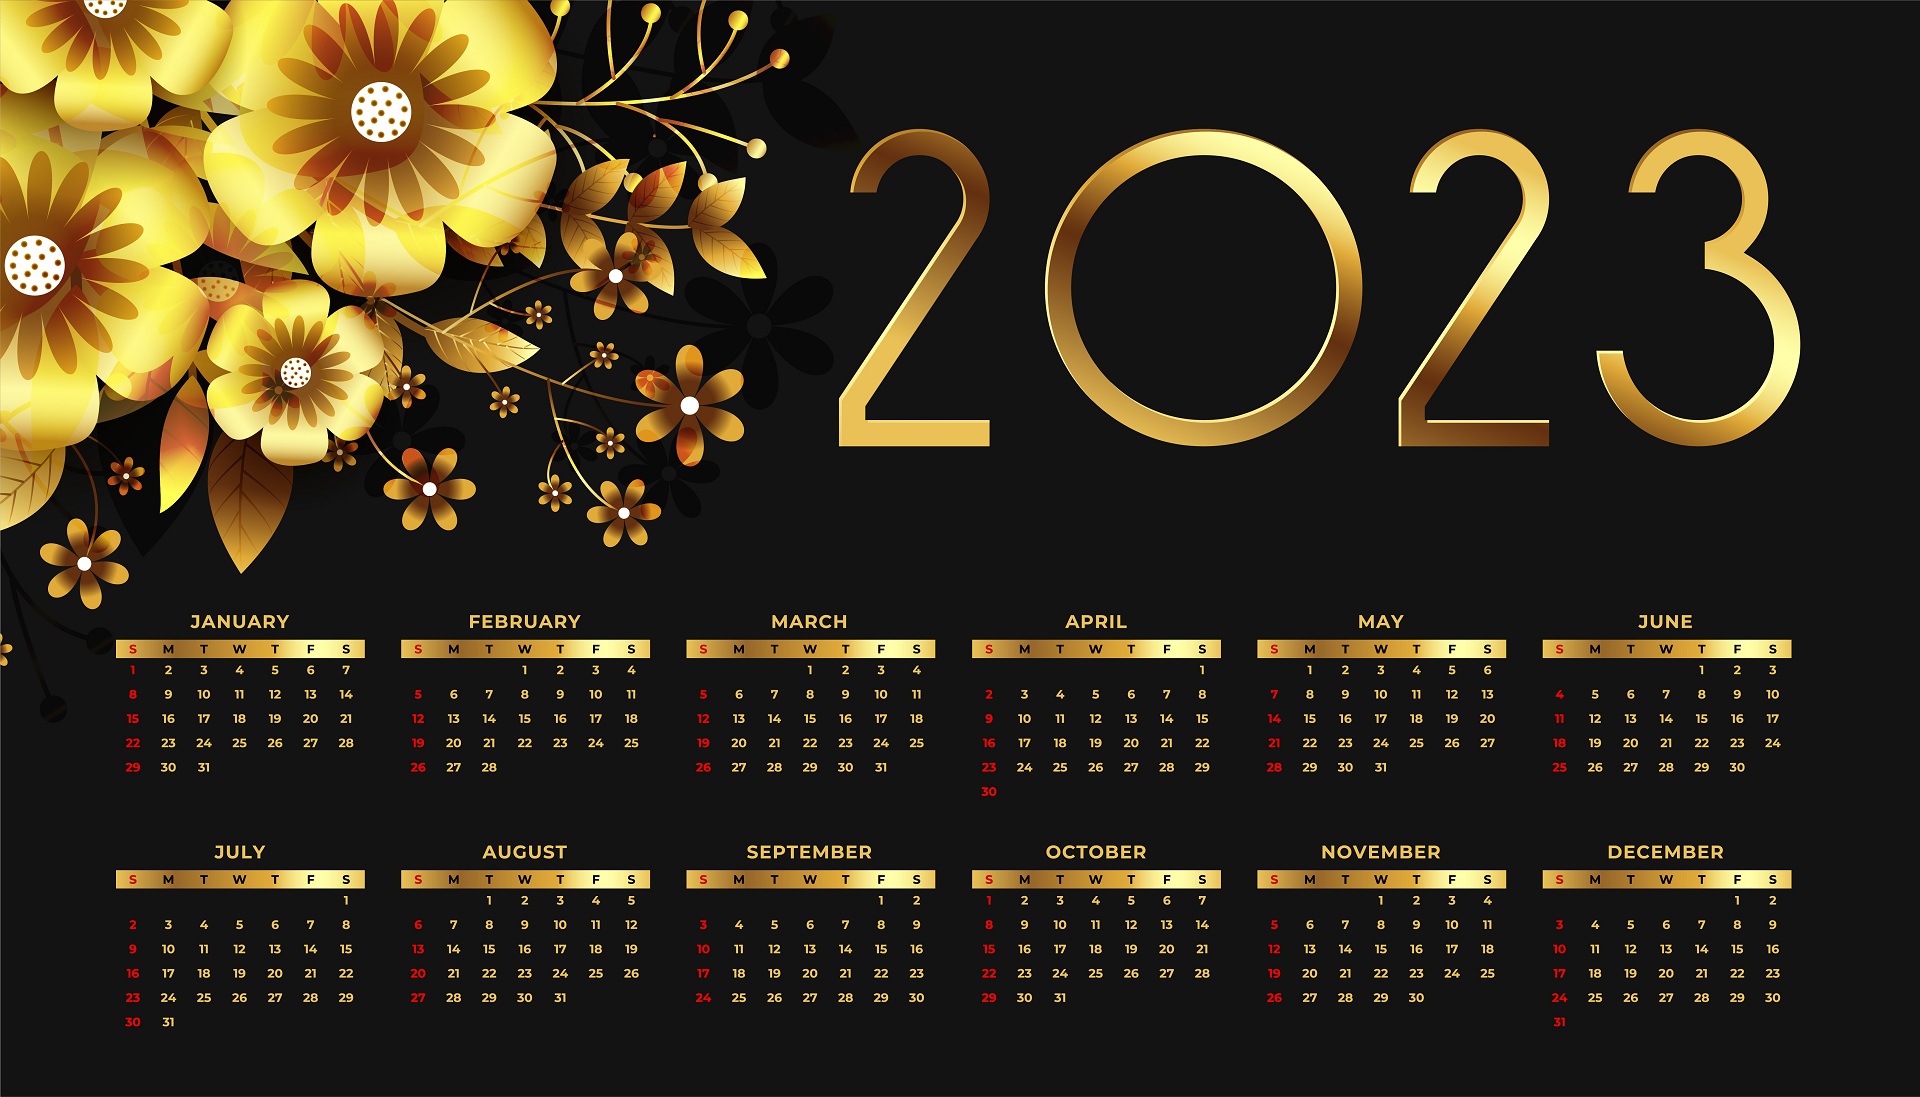 2023
JANUARY FEBRUARY MARCH APRIL MAY JUNE
S M T W T F S S M T W T F S S M T W T F S S M T W T F S S M T W T F S S M T W T F S
1 2 3 4 5 6 7 1 2 3 4 1 2 3 4 1 1 2 3 4 5 6 1 2 3
8 9 10 11 12 13 14 5 6 7 8 9 10 11 5 6 7 8 9 10 11 2 3 4 5 6 7 8 7 8 9 10 11 12 13 4 5 6 7 8 9 10
15 16 17 18 19 20 21 12 13 14 15 16 17 18 12 13 14 15 16 17 18 9 10 11 12 13 14 15 14 15 16 17 18 19 20 11 12 13 14 15 16 17
22 23 24 25 26 27 28 19 20 21 22 23 24 25 19 20 21 22 23 24 25 16 17 18 19 20 21 22 21 22 23 24 25 26 27 18 19 20 21 22 23 24
29 30 31 26 27 28 26 27 28 29 30 31 23 24 25 26 27 28 29 28 29 30 31 25 26 27 28 29 30
30
JULY AUGUST SEPTEMBER OCTOBER NOVEMBER DECEMBER
S M T W T F S S M T W T F S S M T W T F S S M T W T F S S M T W T F S S M T W T F S
1 1 2 3 4 5 1 2 1 2 3 4 5 6 7 1 2 3 4 1 2
2 3 4 5 6 7 8 6 7 8 9 10 11 12 3 4 5 6 7 8 9 8 9 10 11 12 13 14 5 6 7 8 9 10 11 3 4 5 6 7 8 9
9 10 11 12 13 14 15 13 14 15 16 17 18 19 10 11 12 13 14 15 16 15 16 17 18 19 20 21 12 13 14 15 16 17 18 10 11 12 13 14 15 16
16 17 18 19 20 21 22 20 21 22 23 24 25 26 17 18 19 20 21 22 23 22 23 24 25 26 27 28 19 20 21 22 23 24 25 17 18 19 20 21 22 23
23 24 25 26 27 28 29 27 28 29 30 31 24 25 26 27 28 29 30 29 30 31 26 27 28 29 30 24 25 26 27 28 29 30
30 31 31